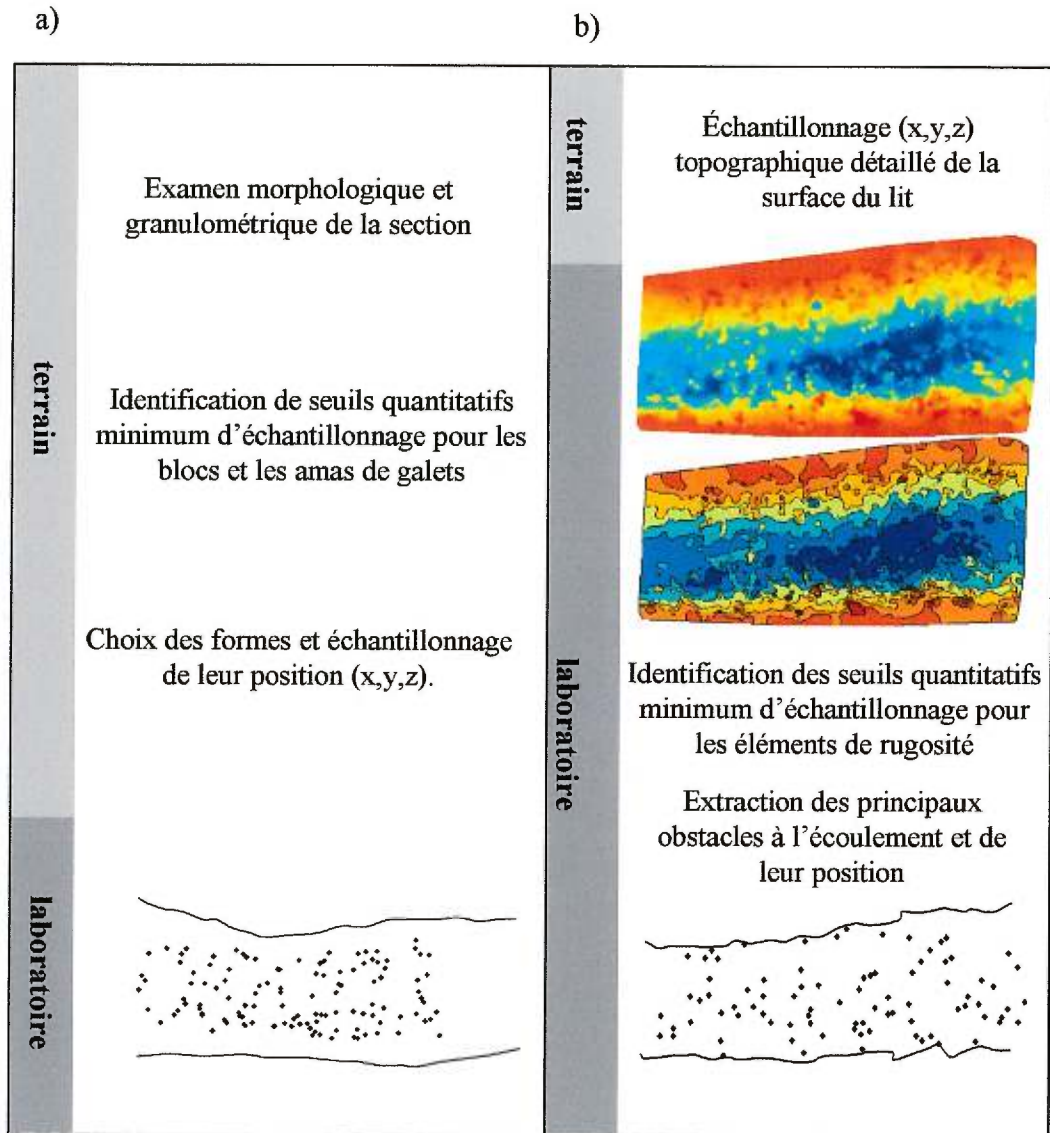 a)
terrain
Examen morphologique et
granulométrique de la section
Identification de seuils quantitatifs
minimum d'échantillonnage pour les
blocs et les amas de galets
Choix des formes et échantillonnage
de leur position (x,y,z).
laboratoire
b)
terrain
Échantillonnage (x,y,z)
topographique détaillé de la
surface du lit
laboratoire
Identification des seuils quantitatifs
minimum d'échantillonnage pour
les éléments de rugosité
Extraction des principaux
obstacles à l'écoulement et de
leur position